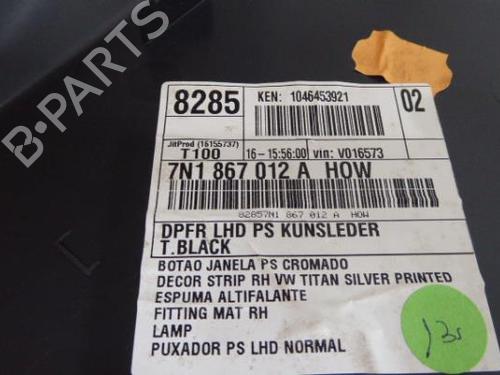 B-PARTS
8285
KEN: 1046453921
02
JitProd (16155737)
T100
16-15:56:00
vin: V016573
7N1 867 012 A HOW
82857N1 867 012 A HOW
DPFR LHD PS KUNSLEDER
T.BLACK
BOTAO JANELA PS CROMADO
DECOR STRIP RH VW TITAN SILVER PRINTED
ESPUMA ALTIFALANTE
FITTING MAT RH
LAMP
PUXADOR PS LHD NORMAL